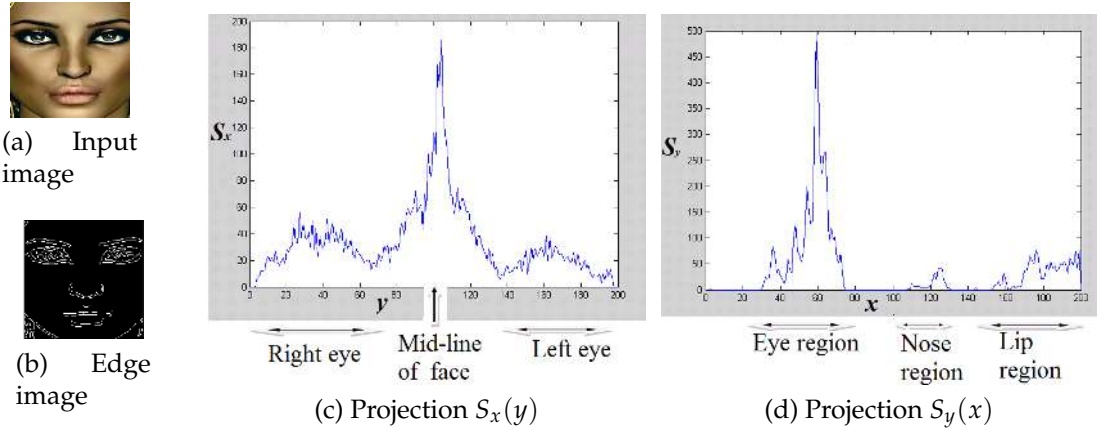 (a) Input
image
(b) Edge
image
200
180
160
140
120
100
80
60
40
20
0
S_x
0 20 40 60 80 100 120 140 160 180 200
y
Right eye
Mid-line
of face
Left eye
(c) Projection S_x(y)
500
450
400
350
300
250
200
150
100
50
0
S_y
0 20 40 60 80 100 120 140 160 180 200
x
Eye region
Nose
region
Lip
region
(d) Projection S_y(x)